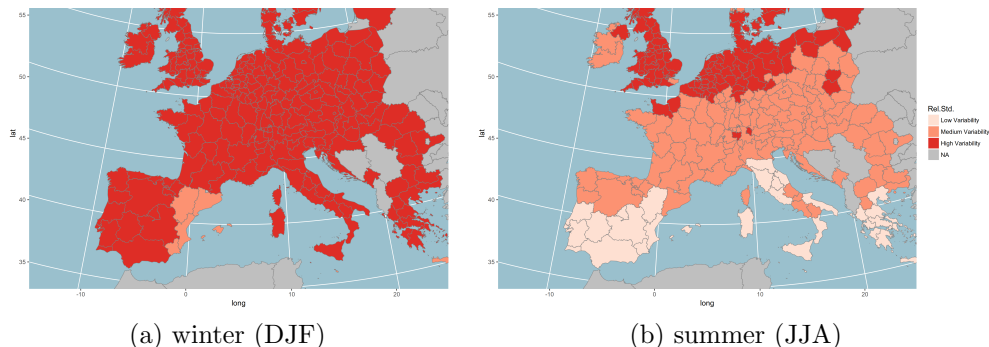 55
50
45
40
35
lat
-10
0
10
20
long
(a) winter (DJF)
55
50
45
40
35
lat
-10
0
10
20
long
(b) summer (JJA)
Rel.Std.
Low Variability
Medium Variability
High Variability
NA